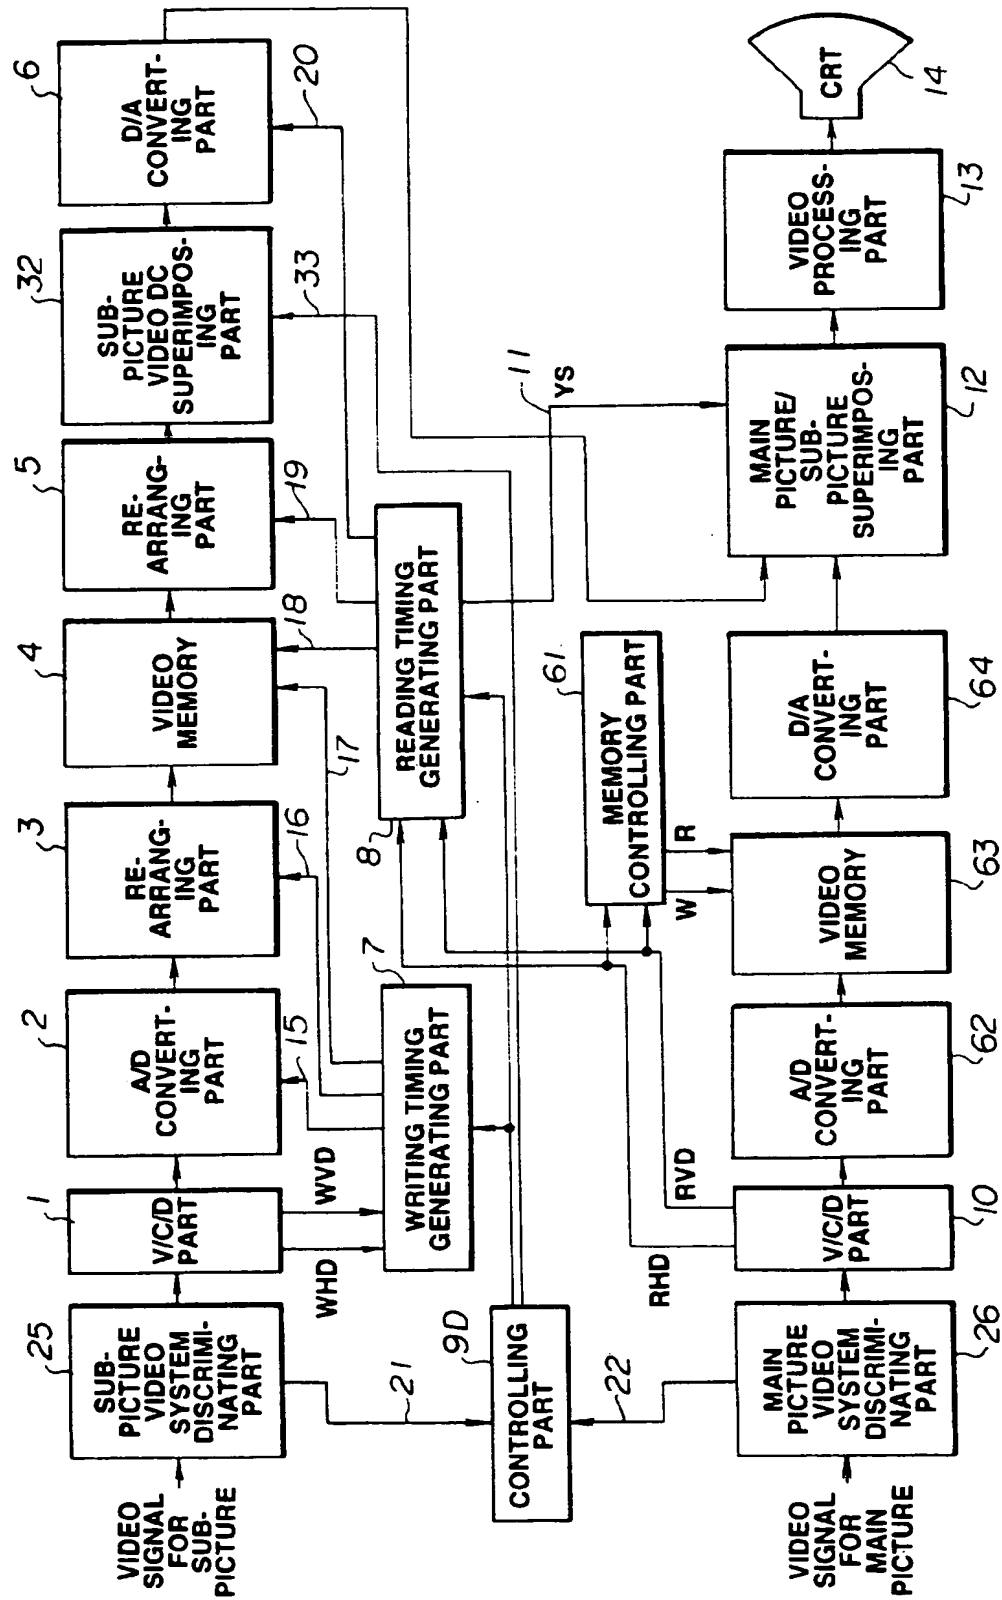 VIDEO
SIGNAL
FOR
SUB-
PICTURE
25
SUB-
PICTURE
VIDEO
SYSTEM
DISCRIMI-
NATING
PART
1
V/C/D
PART
2
A/D
CONVERT-
ING
PART
3
RE-
ARRANG-
ING
PART
4
VIDEO
MEMORY
5
RE-
ARRANG-
ING
PART
32
SUB-
PICTURE
VIDEO DC
SUPERIMPOS-
ING
PART
6
D/A
CONVERT-
ING
PART
21
WHD
WVD
15
16
17
18
19
33
20
7
WRITING TIMING
GENERATING PART
8
READING TIMING
GENERATING PART
11
YS
9D
CONTROLLING
PART
22
RHD
RVD
61
MEMORY
CONTROLLING PART
W
R
VIDEO
SIGNAL
FOR
MAIN
PICTURE
MAIN
PICTURE
VIDEO
SYSTEM
DISCRIMI-
NATING
PART
26
V/C/D
PART
10
A/D
CONVERT-
ING
PART
62
VIDEO
MEMORY
63
D/A
CONVERT-
ING
PART
64
MAIN
PICTURE/
SUB-
PICTURE
SUPERIMPOS-
ING
PART
12
VIDEO
PROCESS-
ING
PART
13
CRT
14